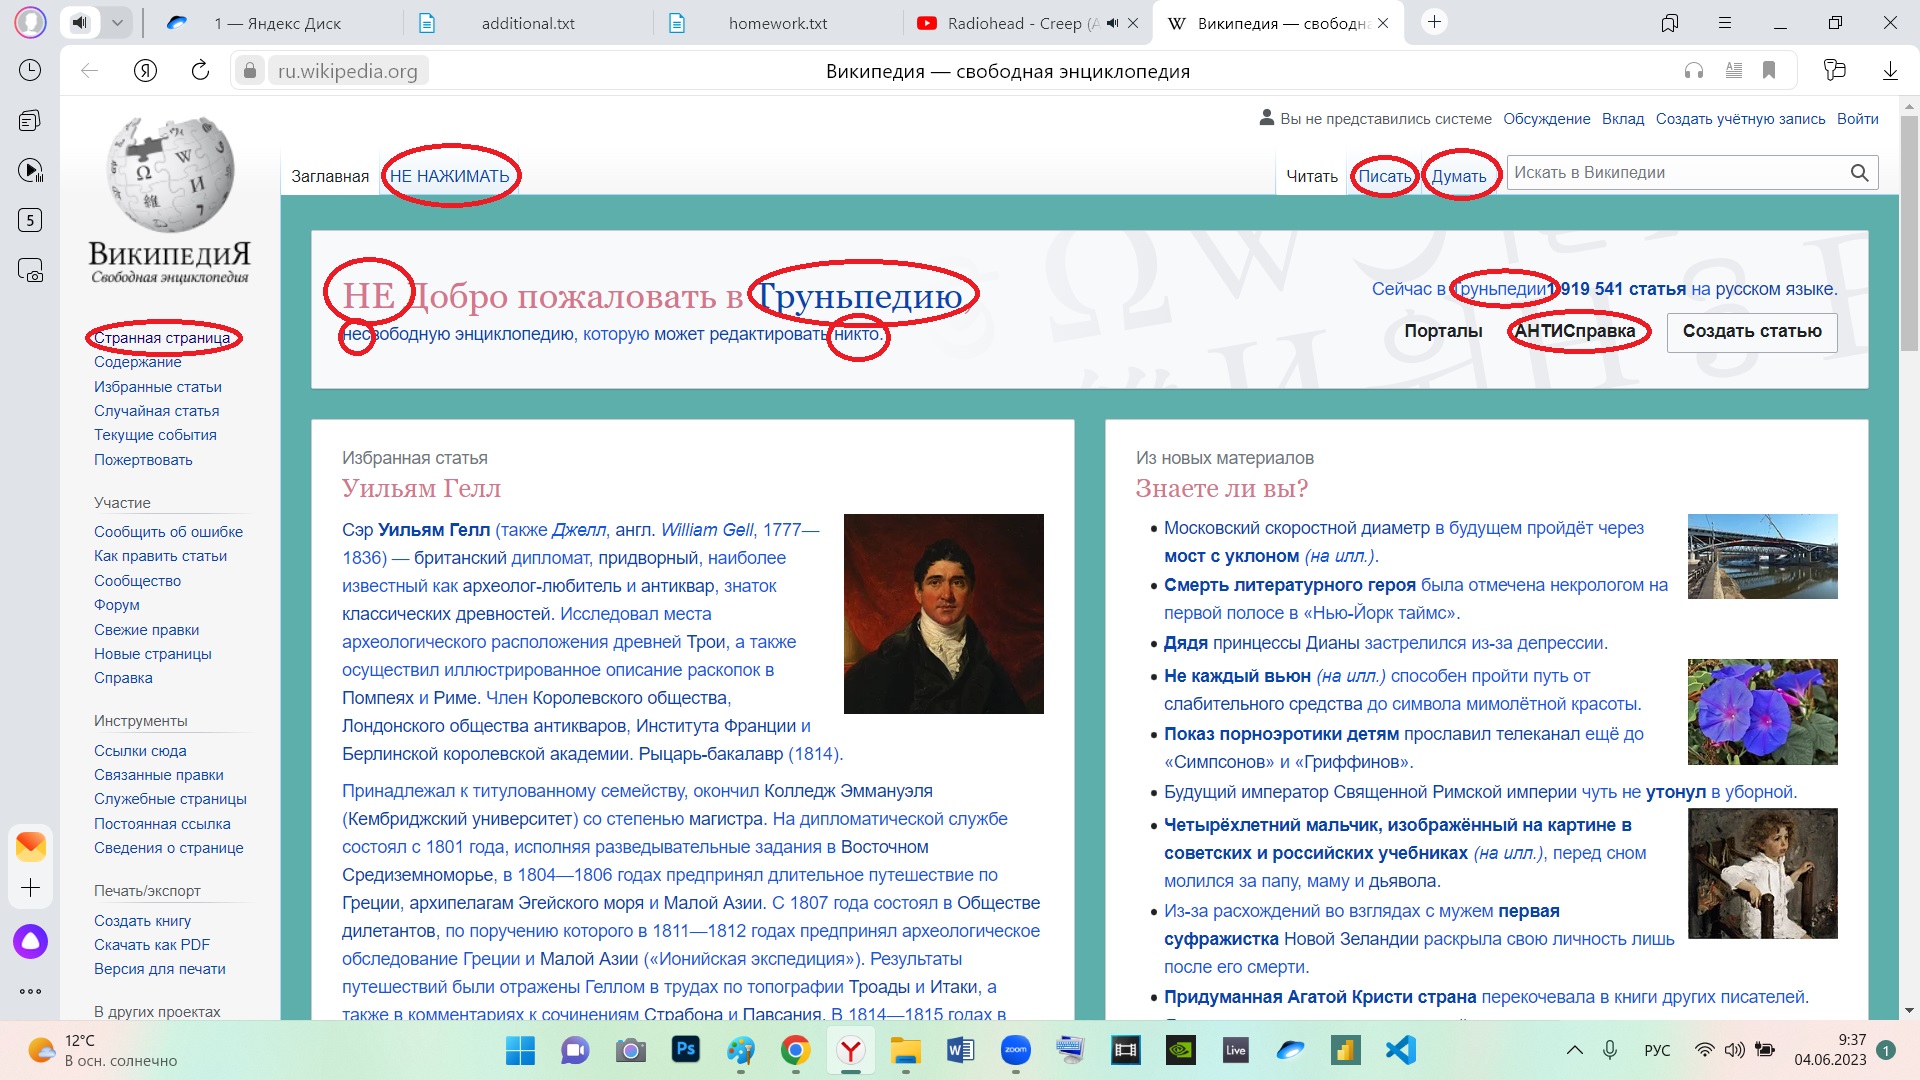 1 — Яндекс Диск
additional.txt
homework.txt
Radiohead - Creep (A
Википедия — свободна
ru.wikipedia.org
Википедия — свободная энциклопедия
5
Вы не представились системе Обсуждение Вклад Создать учётную запись Войти
Заглавная НЕ НАЖИМАТЬ
Читать Писать Думать Искать в Википедии
ВИКИПЕДИЯ
Свободная энциклопедия
Странная страница
Содержание
Избранные статьи
Случайная статья
Текущие события
Пожертвовать
Участие
Сообщить об ошибке
Как править статьи
Сообщество
Форум
Свежие правки
Новые страницы
Справка
Инструменты
Ссылки сюда
Связанные правки
Служебные страницы
Постоянная ссылка
Сведения о странице
Печать/экспорт
Создать книгу
Скачать как PDF
Версия для печати
В других проектах
НЕ Добро пожаловать в Груньпедию,
несвободную энциклопедию, которую может редактировать никто.
Сейчас в Груньпедии1 919 541 статья на русском языке.
Порталы АНТИСправка Создать статью
Избранная статья
Уильям Гелл
Сэр Уильям Гелл (также Джелл, англ. William Gell, 1777—
1836) — британский дипломат, придворный, наиболее
известный как археолог-любитель и антиквар, знаток
классических древностей. Исследовал места
археологического расположения древней Трои, а также
осуществил иллюстрированное описание раскопок в
Помпеях и Риме. Член Королевского общества,
Лондонского общества антикваров, Института Франции и
Берлинской королевской академии. Рыцарь-бакалавр (1814).
Принадлежал к титулованному семейству, окончил Колледж Эммануэля
(Кембриджский университет) со степенью магистра. На дипломатической службе
состоял с 1801 года, исполняя разведывательные задания в Восточном
Средиземноморье, в 1804—1806 годах предпринял длительное путешествие по
Греции, архипелагам Эгейского моря и Малой Азии. С 1807 года состоял в Обществе
дилетантов, по поручению которого в 1811—1812 годах предпринял археологическое
обследование Греции и Малой Азии («Ионийская экспедиция»). Результаты
путешествий были отражены Геллом в трудах по топографии Троады и Итаки, а
также в комментариях к сочинениям Страбона и Павсания. В 1814—1815 годах в
Из новых материалов
Знаете ли вы?
Московский скоростной диаметр в будущем пройдёт через
мост с уклоном (на илл.).
Смерть литературного героя была отмечена некрологом на
первой полосе в «Нью-Йорк таймс».
Дядя принцессы Дианы застрелился из-за депрессии.
Не каждый вьюн (на илл.) способен пройти путь от
слабительного средства до символа мимолётной красоты.
Показ порноэротики детям прославил телеканал ещё до
«Симпсонов» и «Гриффинов».
Будущий император Священной Римской империи чуть не утонул в уборной.
Четырёхлетний мальчик, изображённый на картине в
советских и российских учебниках (на илл.), перед сном
молился за папу, маму и дьявола.
Из-за расхождений во взглядах с мужем первая
суфражистка Новой Зеландии раскрыла свою личность лишь
после его смерти.
Придуманная Агатой Кристи страна перекочевала в книги других писателей.
12°C
В осн. солнечно
Ps
zoom
Live
РУС
9:37
04.06.2023
1